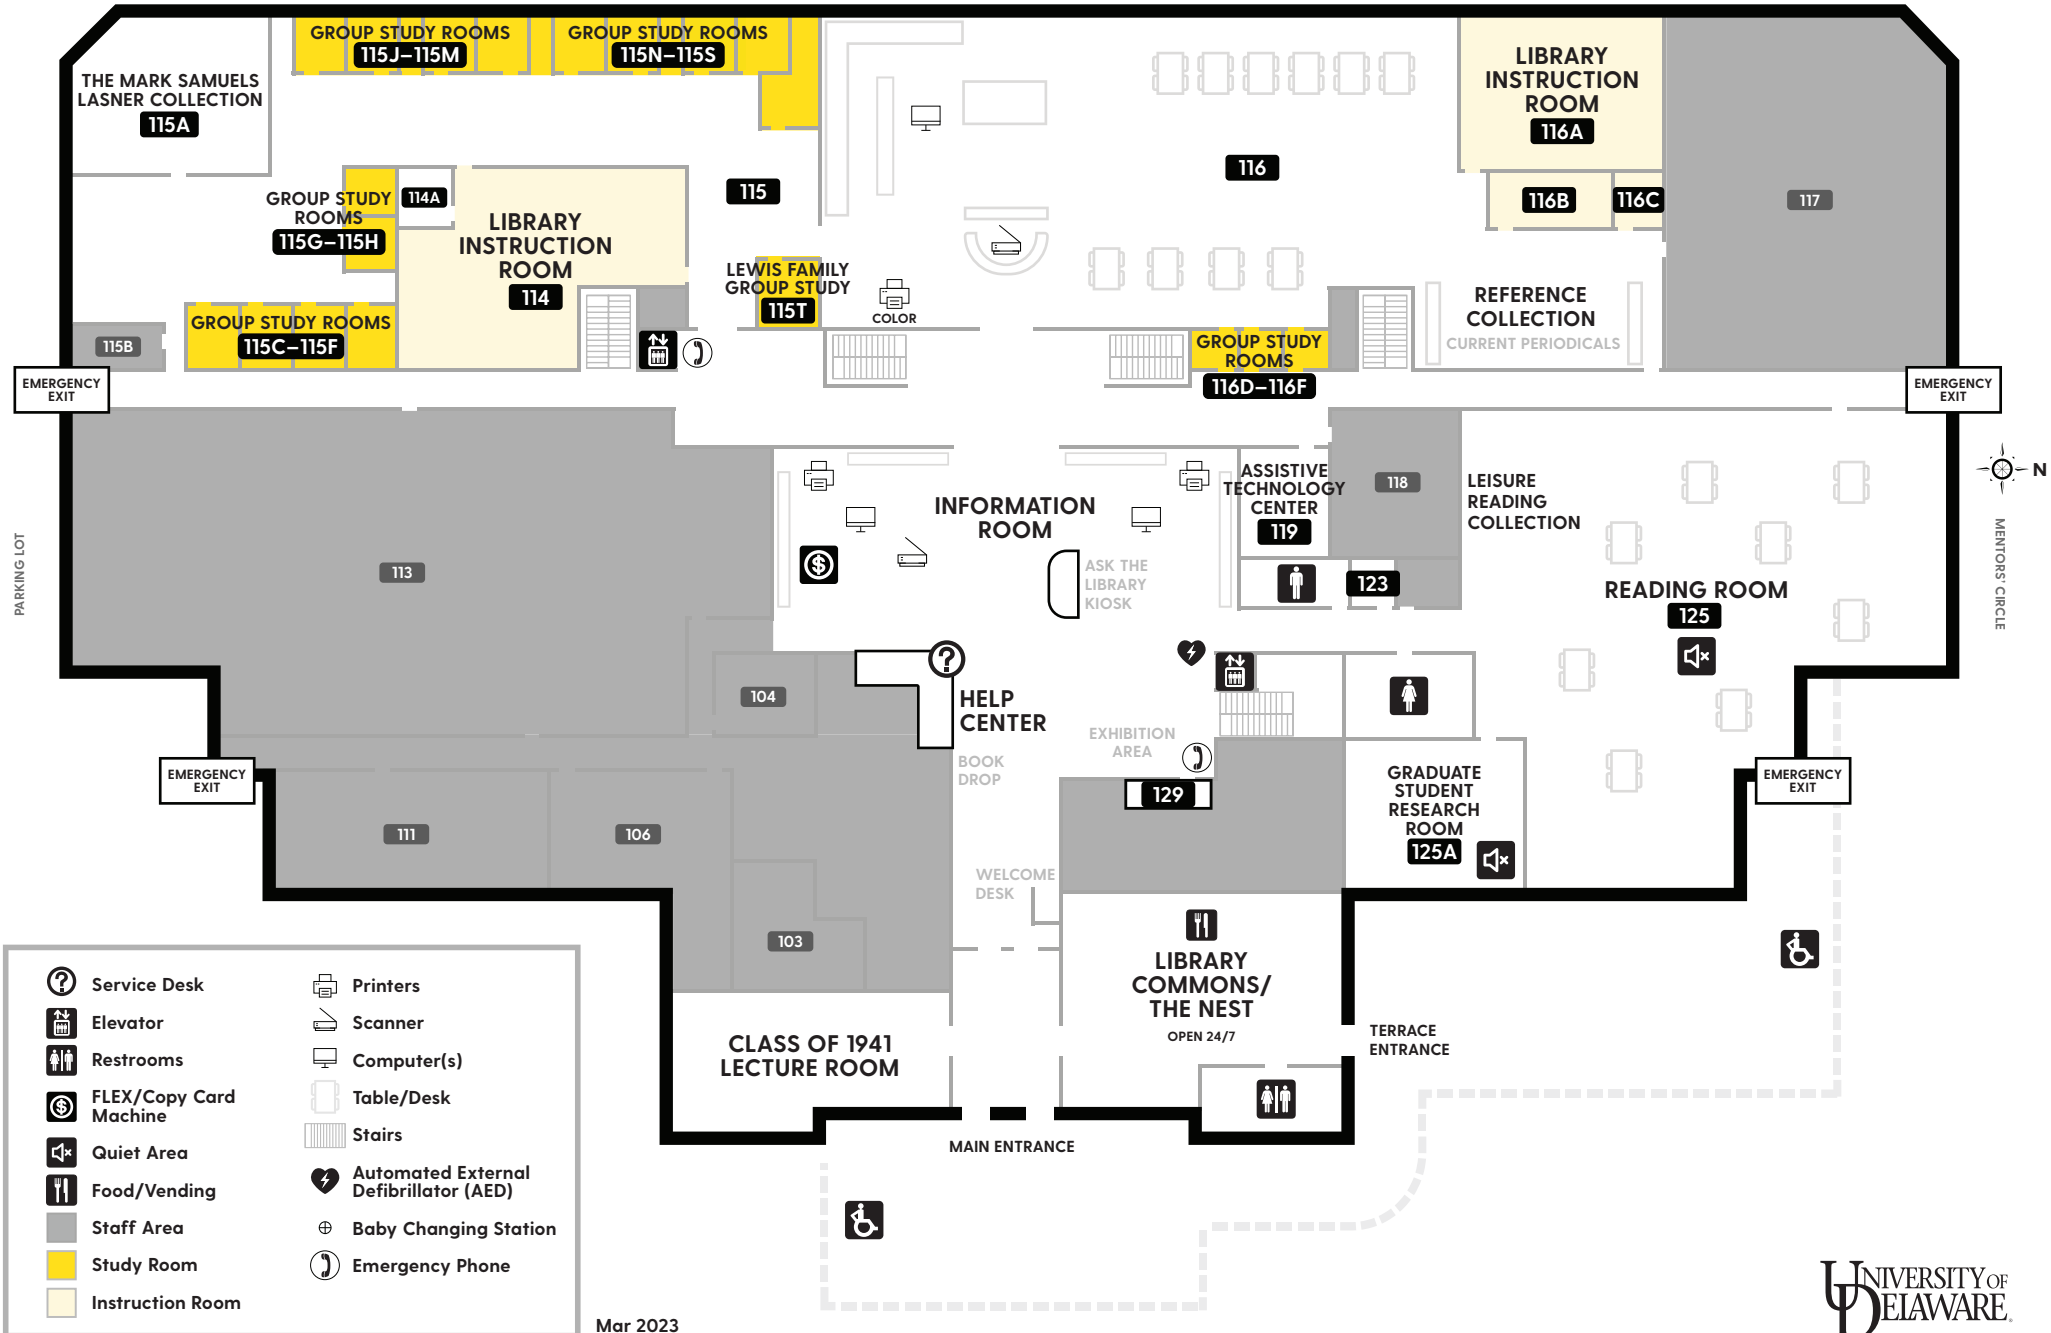 GROUP STUDY ROOMS
115J–115M
GROUP STUDY ROOMS
115N–115S
THE MARK SAMUELS
LASNER COLLECTION
115A
LIBRARY
INSTRUCTION
ROOM
116A
116
116B
116C
117
115
GROUP STUDY
ROOMS
115G–115H
114A
LIBRARY
INSTRUCTION
ROOM
114
LEWIS FAMILY
GROUP STUDY
115T
COLOR
REFERENCE
COLLECTION
CURRENT PERIODICALS
115B
GROUP STUDY ROOMS
115C–115F
GROUP STUDY
ROOMS
116D–116F
EMERGENCY
EXIT
EMERGENCY
EXIT
N
PARKING LOT
MENTORS' CIRCLE
113
INFORMATION
ROOM
ASK THE
LIBRARY
KIOSK
ASSISTIVE
TECHNOLOGY
CENTER
119
118
LEISURE
READING
COLLECTION
123
READING ROOM
125
104
HELP
CENTER
BOOK
DROP
EXHIBITION
AREA
129
EMERGENCY
EXIT
EMERGENCY
EXIT
GRADUATE
STUDENT
RESEARCH
ROOM
125A
111
106
103
WELCOME
DESK
LIBRARY
COMMONS/
THE NEST
OPEN 24/7
CLASS OF 1941
LECTURE ROOM
TERRACE
ENTRANCE
MAIN ENTRANCE
Service Desk
Elevator
Restrooms
FLEX/Copy Card
Machine
Quiet Area
Food/Vending
Staff Area
Study Room
Instruction Room
Printers
Scanner
Computer(s)
Table/Desk
Stairs
Automated External
Defibrillator (AED)
Baby Changing Station
Emergency Phone
Mar 2023
UNIVERSITY OF
DELAWARE